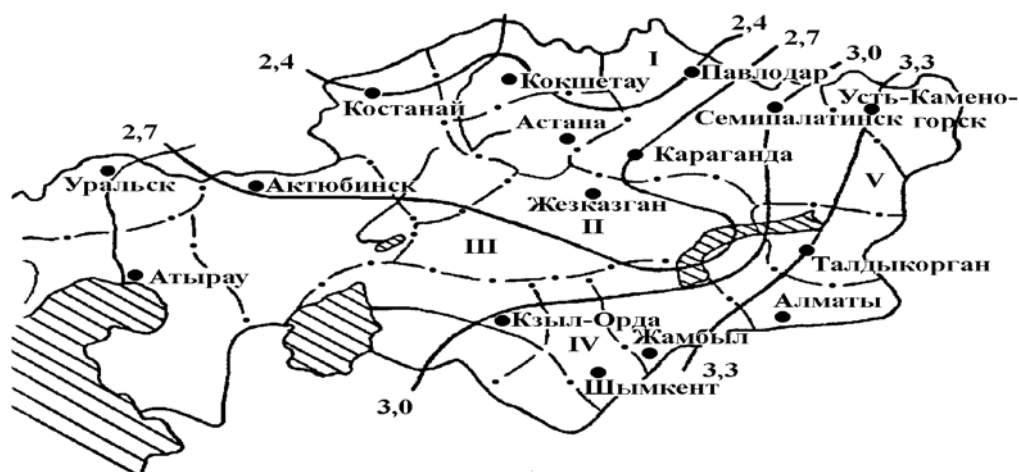 2,4
I
2,4
2,7
3,0
3,3
Кокшетау
Павлодар
Костанай
Семипалатинск
Усть-Камено-
горск
Астана
2,7
Караганда
Уральск
Актюбинск
V
Жезказган
II
III
Атырау
Талдыкорган
Алматы
Кзыл-Орда
IV
Жамбыл
3,3
Шымкент
3,0